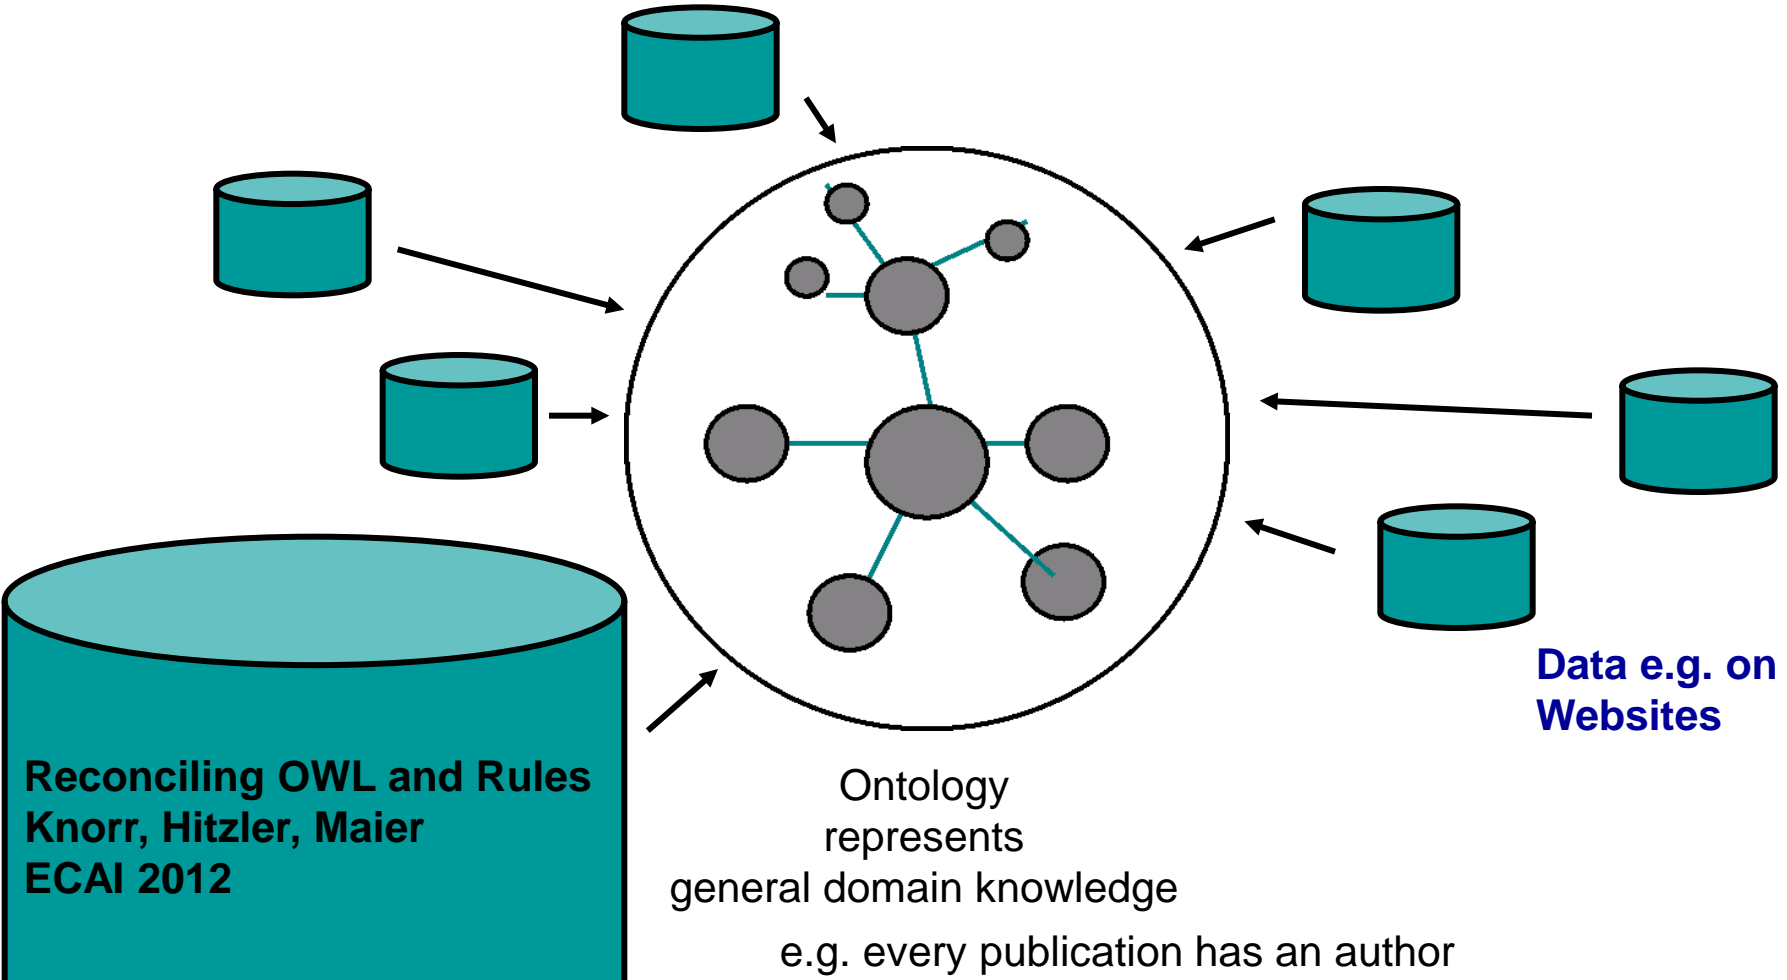 Data e.g. on
Websites
Reconciling OWL and Rules
Knorr, Hitzler, Maier
ECAI 2012
Ontology
represents
general domain knowledge
e.g. every publication has an author